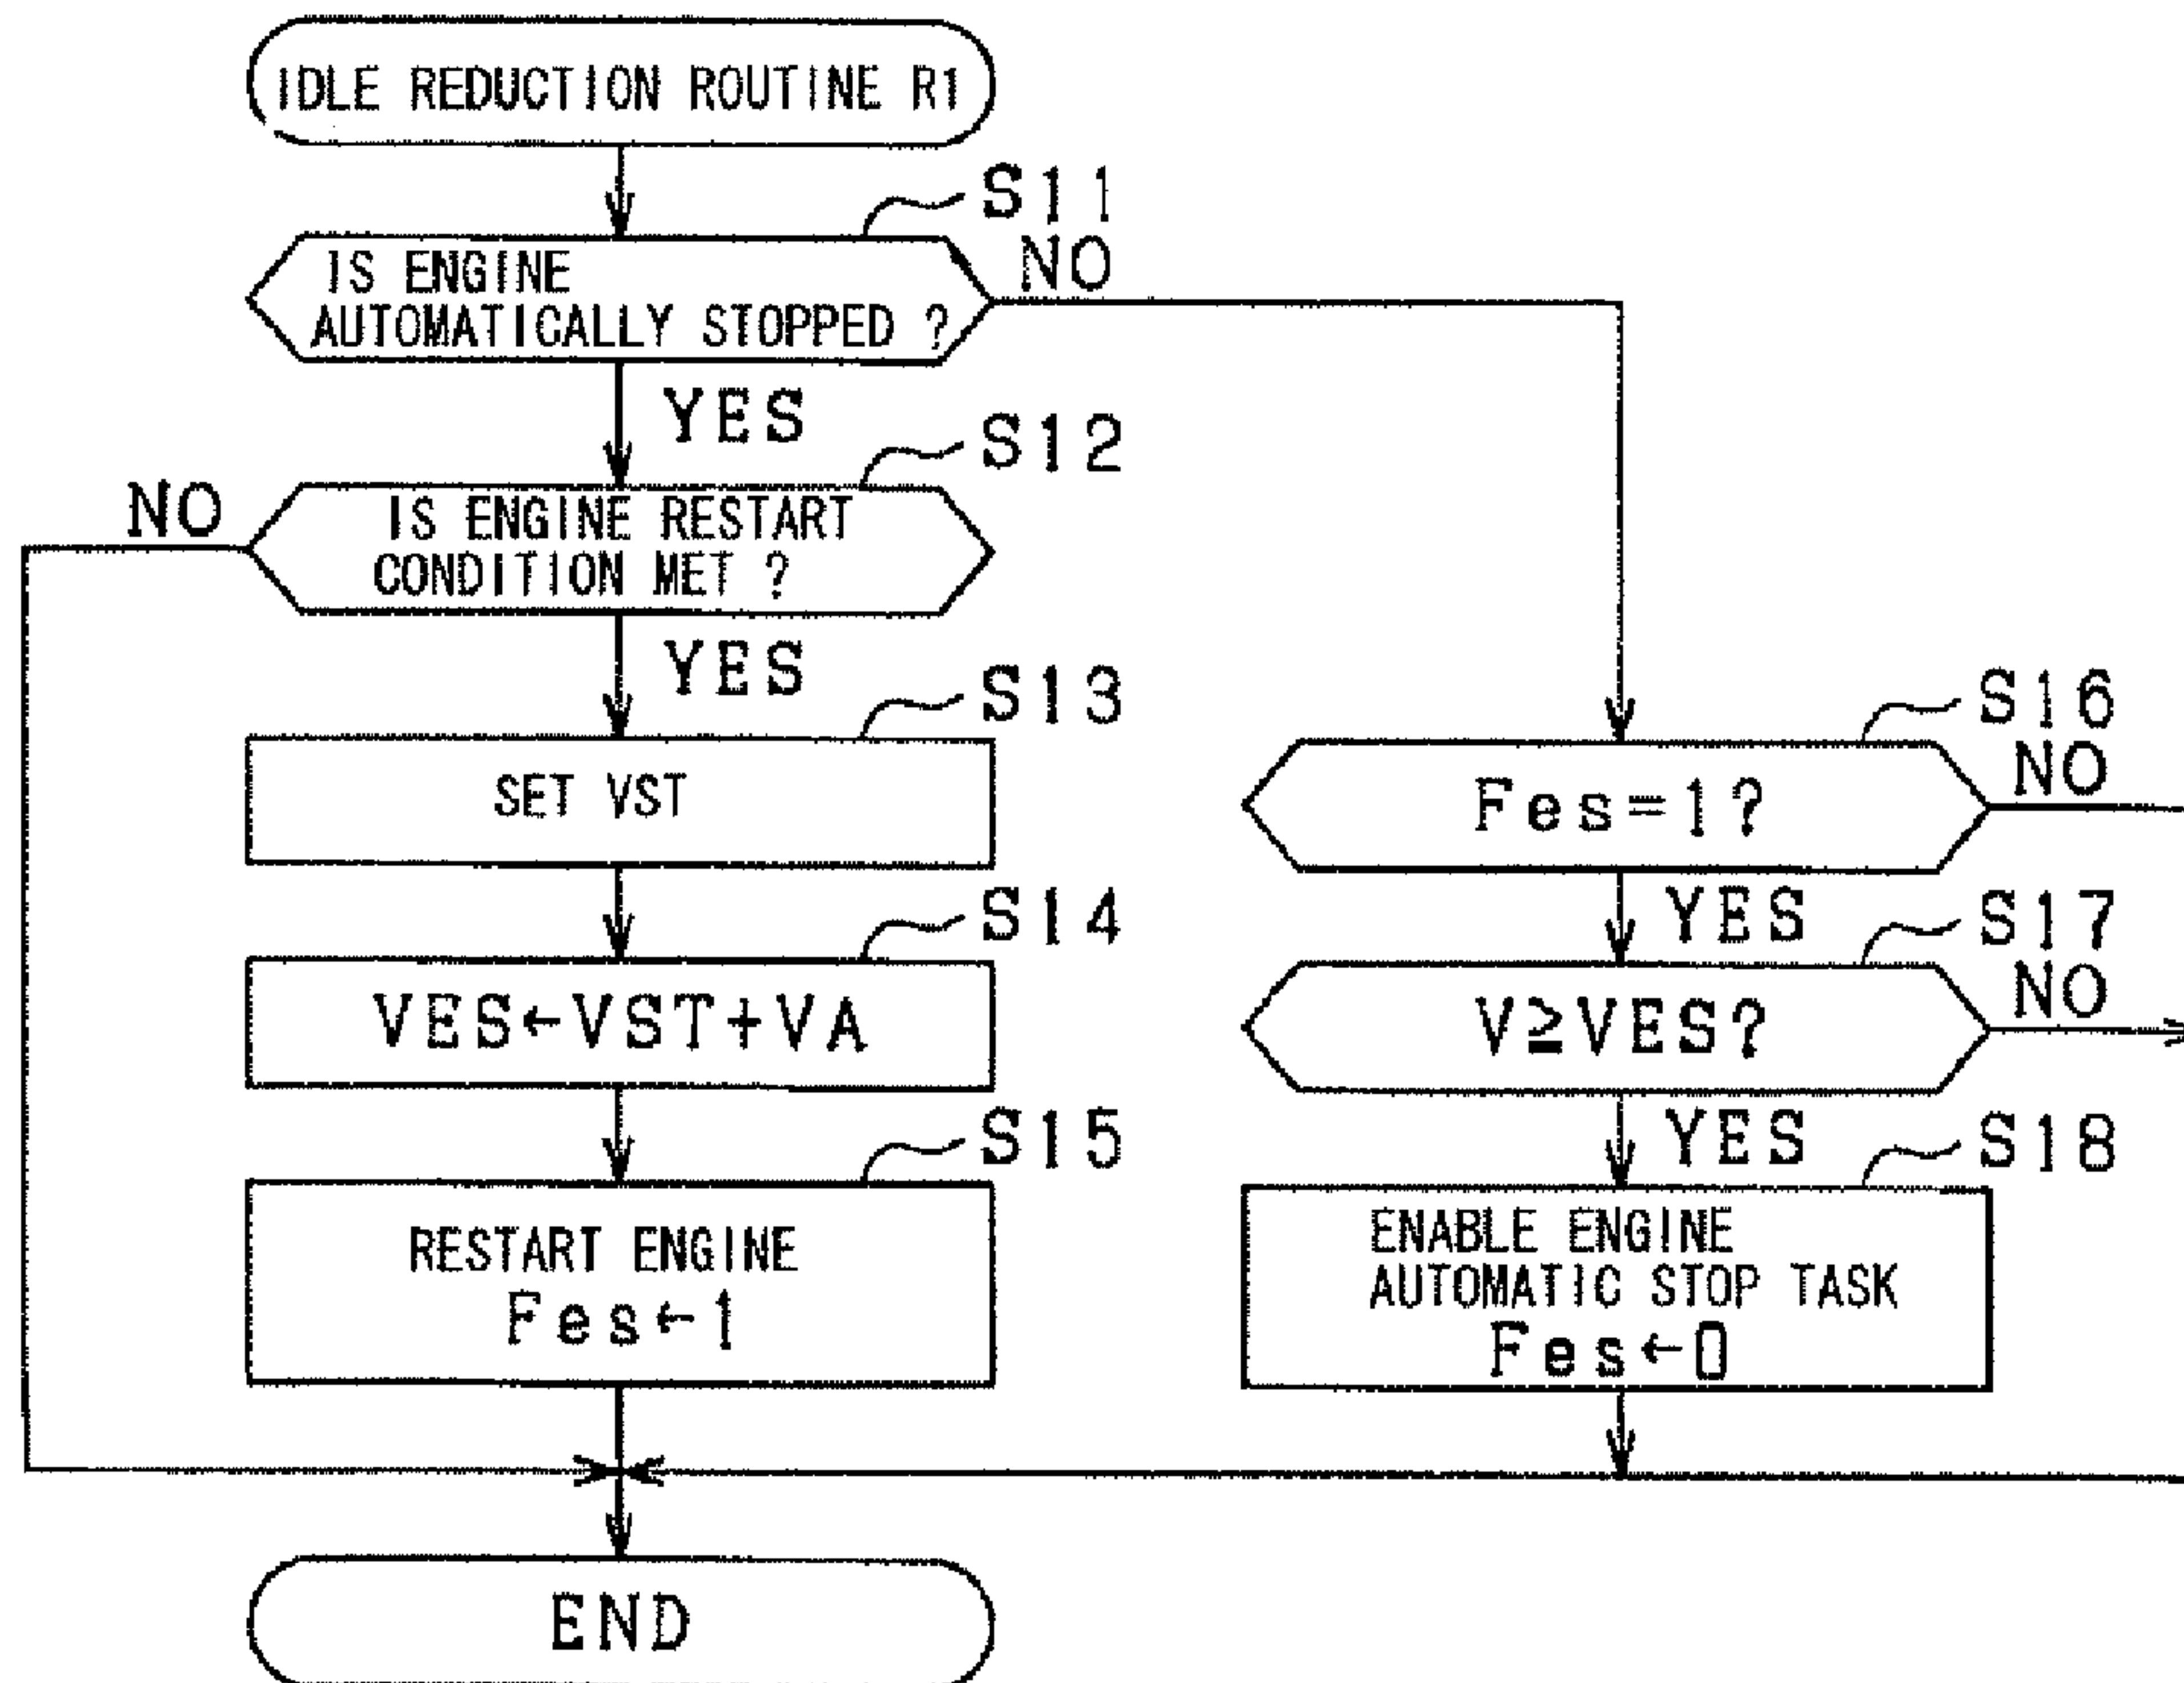 IDLE REDUCTION ROUTINE R1
S11
IS ENGINE
AUTOMATICALLY STOPPED ?
NO
YES
S12
NO
IS ENGINE RESTART
CONDITION MET ?
YES
S13
SET VST
S14
VES←VST+VA
S15
RESTART ENGINE
Fes←1
S16
Fes=1?
NO
YES
S17
V≧VES?
NO
YES
S18
ENABLE ENGINE
AUTOMATIC STOP TASK
Fes←0
END